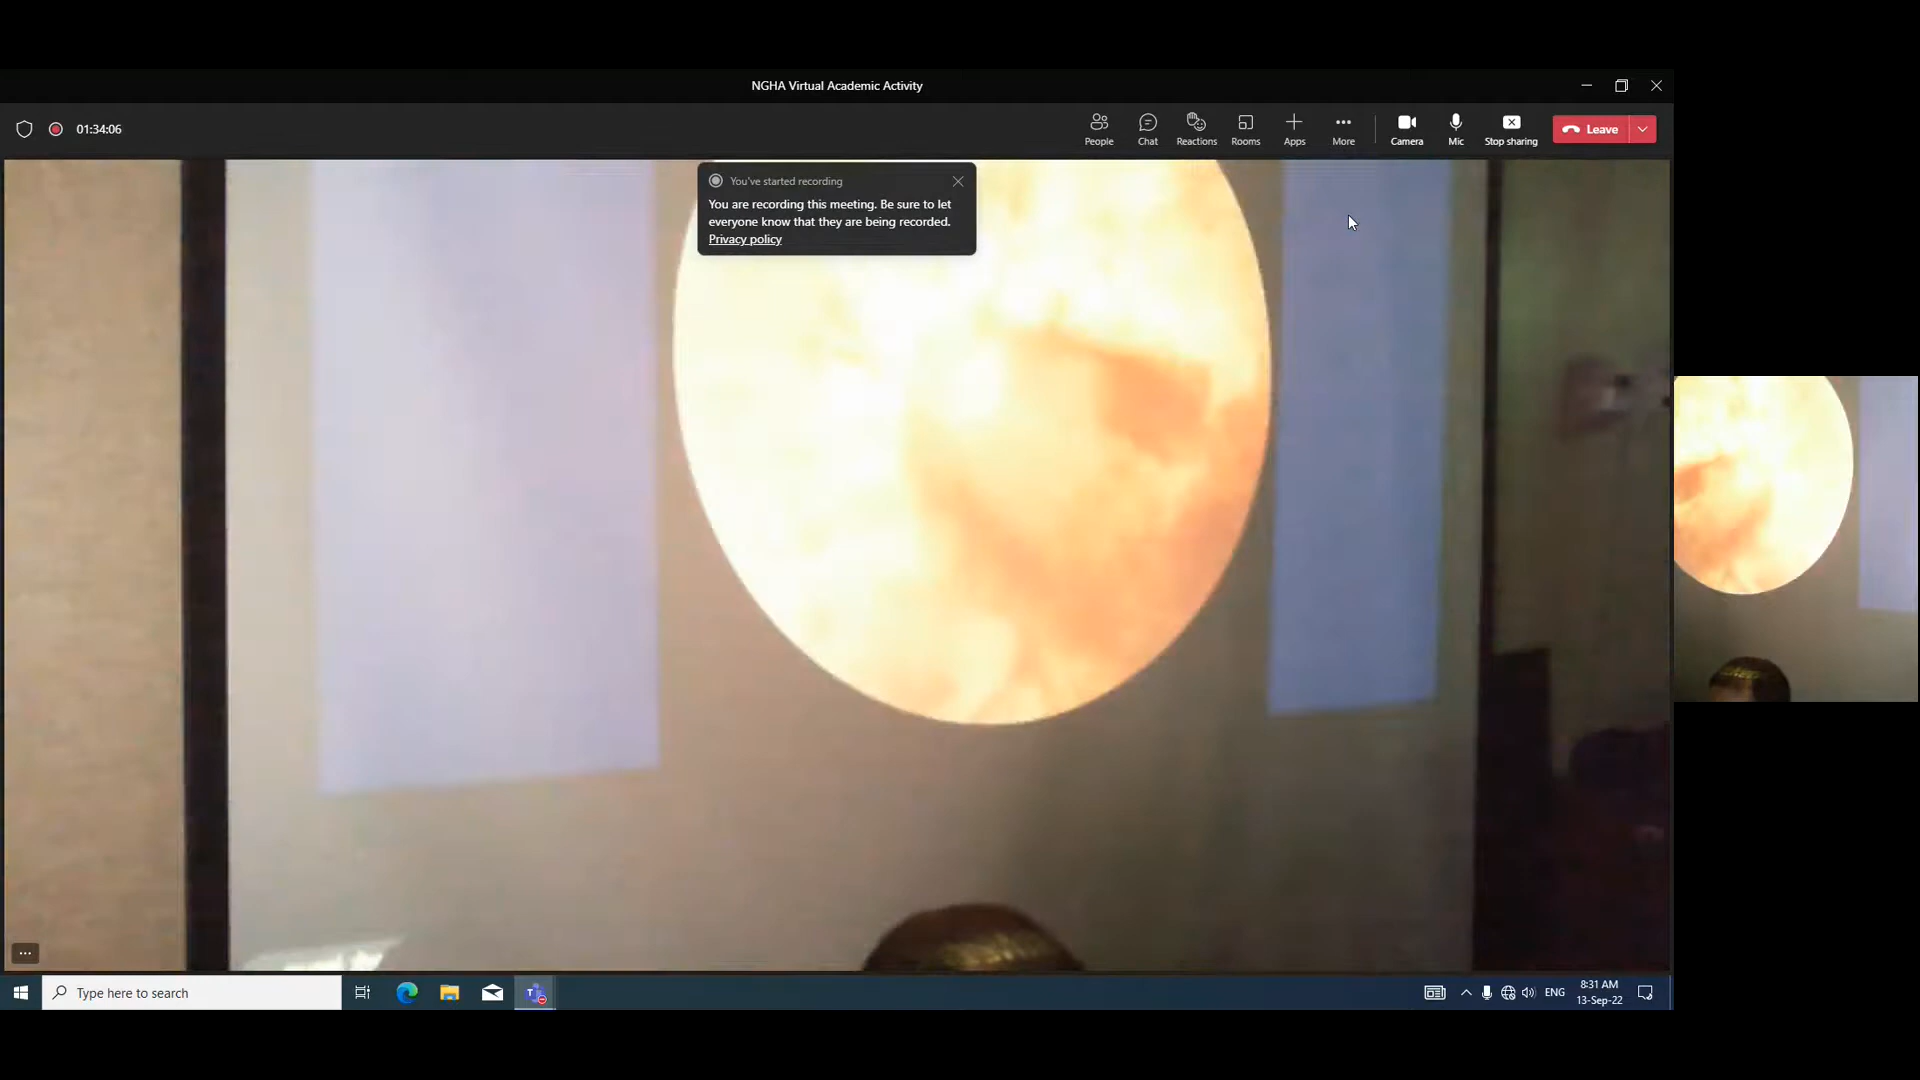 NGHA Virtual Academic Activity
01:34:06
People
Chat
Reactions
Rooms
Apps
More
Camera
Mic
Stop sharing
Leave
You've started recording
You are recording this meeting. Be sure to let
everyone know that they are being recorded.
Privacy policy
Type here to search
ENG
8:31 AM
13-Sep-22